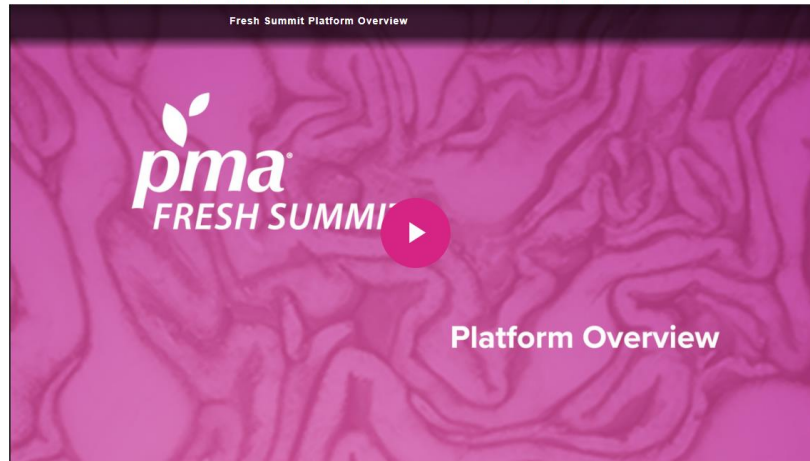 Fresh Summit Platform Overview
pma
FRESH SUMMIT
Platform Overview